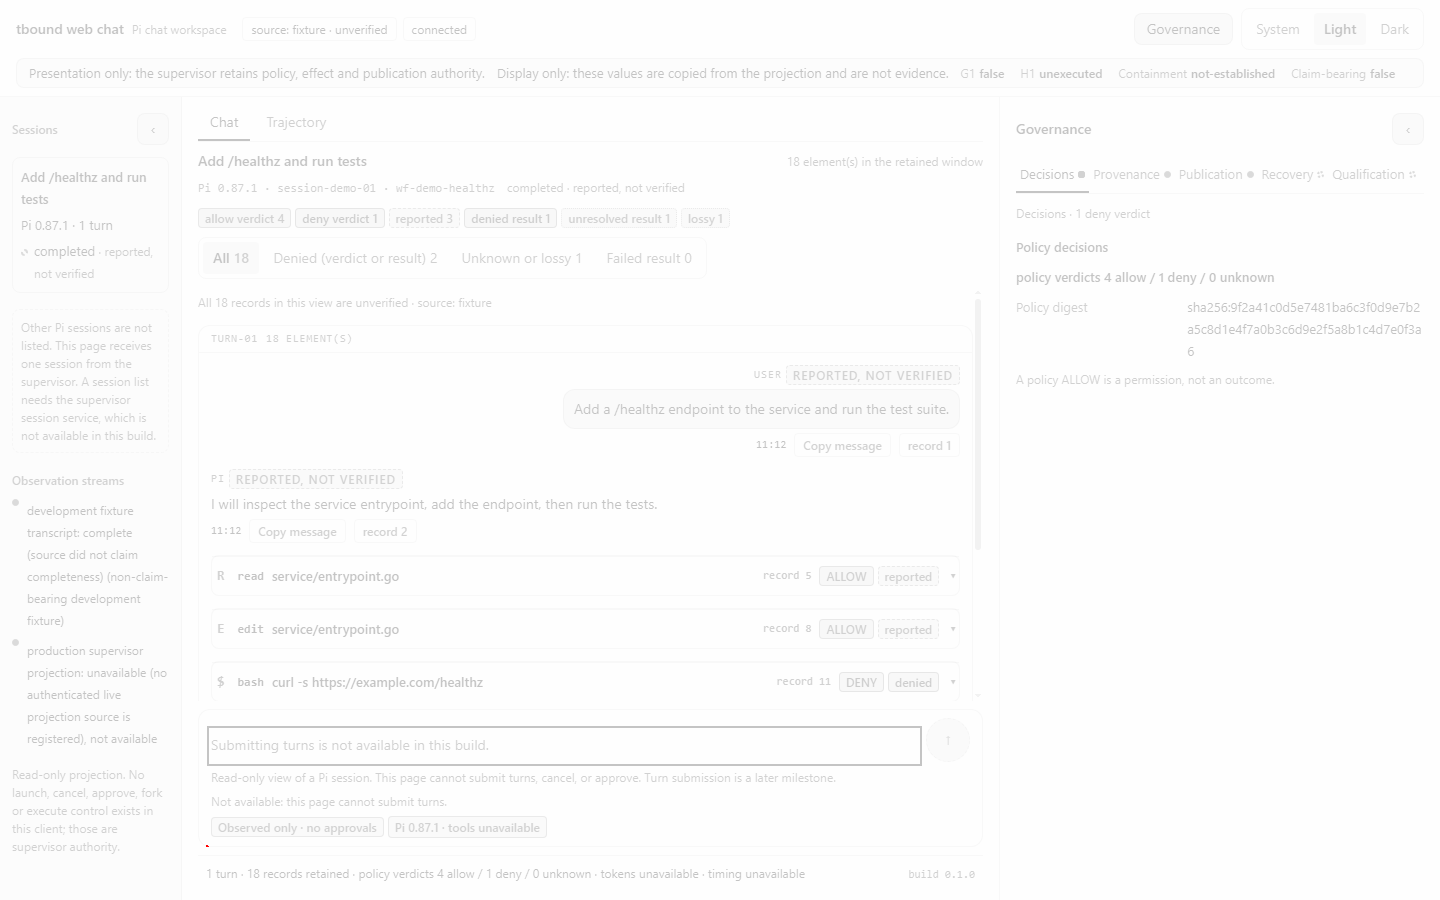 tbound web chat Pi chat workspace source: fixture · unverified connected Governance System Light Dark
Presentation only: the supervisor retains policy, effect and publication authority. Display only: these values are copied from the projection and are not evidence. G1 false H1 unexecuted Containment not-established Claim-bearing false
Sessions ‹
Add /healthz and run
tests
Pi 0.87.1 · 1 turn
completed · reported,
not verified
Other Pi sessions are not
listed. This page receives
one session from the
supervisor. A session list
needs the supervisor
session service, which is
not available in this build.
Observation streams
development fixture
transcript: complete
(source did not claim
completeness) (non-claim-
bearing development
fixture)
production supervisor
projection: unavailable (no
authenticated live
projection source is
registered), not available
Read-only projection. No
launch, cancel, approve, fork
or execute control exists in
this client; those are
supervisor authority.
Chat Trajectory
Add /healthz and run tests 18 element(s) in the retained window
Pi 0.87.1 · session-demo-01 · wf-demo-healthz completed · reported, not verified
allow verdict 4 deny verdict 1 reported 3 denied result 1 unresolved result 1 lossy 1
All 18 Denied (verdict or result) 2 Unknown or lossy 1 Failed result 0
All 18 records in this view are unverified · source: fixture
TURN-01 18 ELEMENT(S)
USER REPORTED, NOT VERIFIED
Add a /healthz endpoint to the service and run the test suite.
11:12 Copy message record 1
PI REPORTED, NOT VERIFIED
I will inspect the service entrypoint, add the endpoint, then run the tests.
11:12 Copy message record 2
R read service/entrypoint.go record 5 ALLOW reported ▾
E edit service/entrypoint.go record 8 ALLOW reported ▾
$ bash curl -s https://example.com/healthz record 11 DENY denied ▾
Submitting turns is not available in this build. ↑
Read-only view of a Pi session. This page cannot submit turns, cancel, or approve. Turn submission is a later milestone.
Not available: this page cannot submit turns.
Observed only · no approvals Pi 0.87.1 · tools unavailable
1 turn · 18 records retained · policy verdicts 4 allow / 1 deny / 0 unknown · tokens unavailable · timing unavailable build 0.1.0
Governance ‹
Decisions Provenance Publication Recovery Qualification
Decisions · 1 deny verdict
Policy decisions
policy verdicts 4 allow / 1 deny / 0 unknown
Policy digest sha256:9f2a41c0d5e7481ba6c3f0d9e7b2
a5c8d1e4f7a0b3c6d9e2f5a8b1c4d7e0f3a
6
A policy ALLOW is a permission, not an outcome.